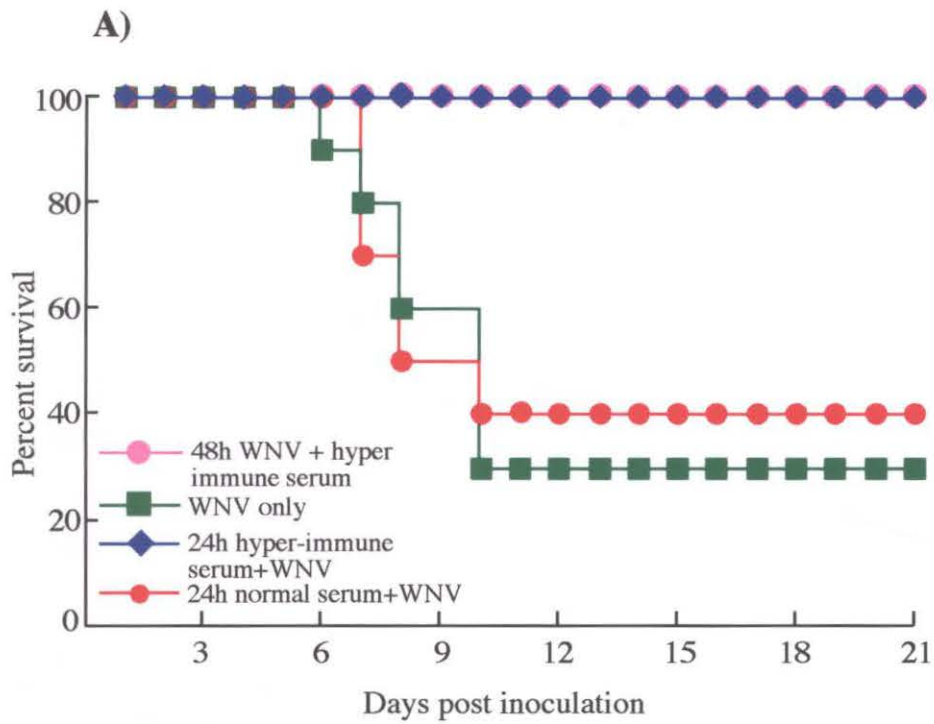 A)
Percent survival
100
80
60
40
20
0
48h WNV + hyper
immune serum
WNV only
24h hyper-immune
serum+WNV
24h normal serum+WNV
3 6 9 12 15 18 21
Days post inoculation